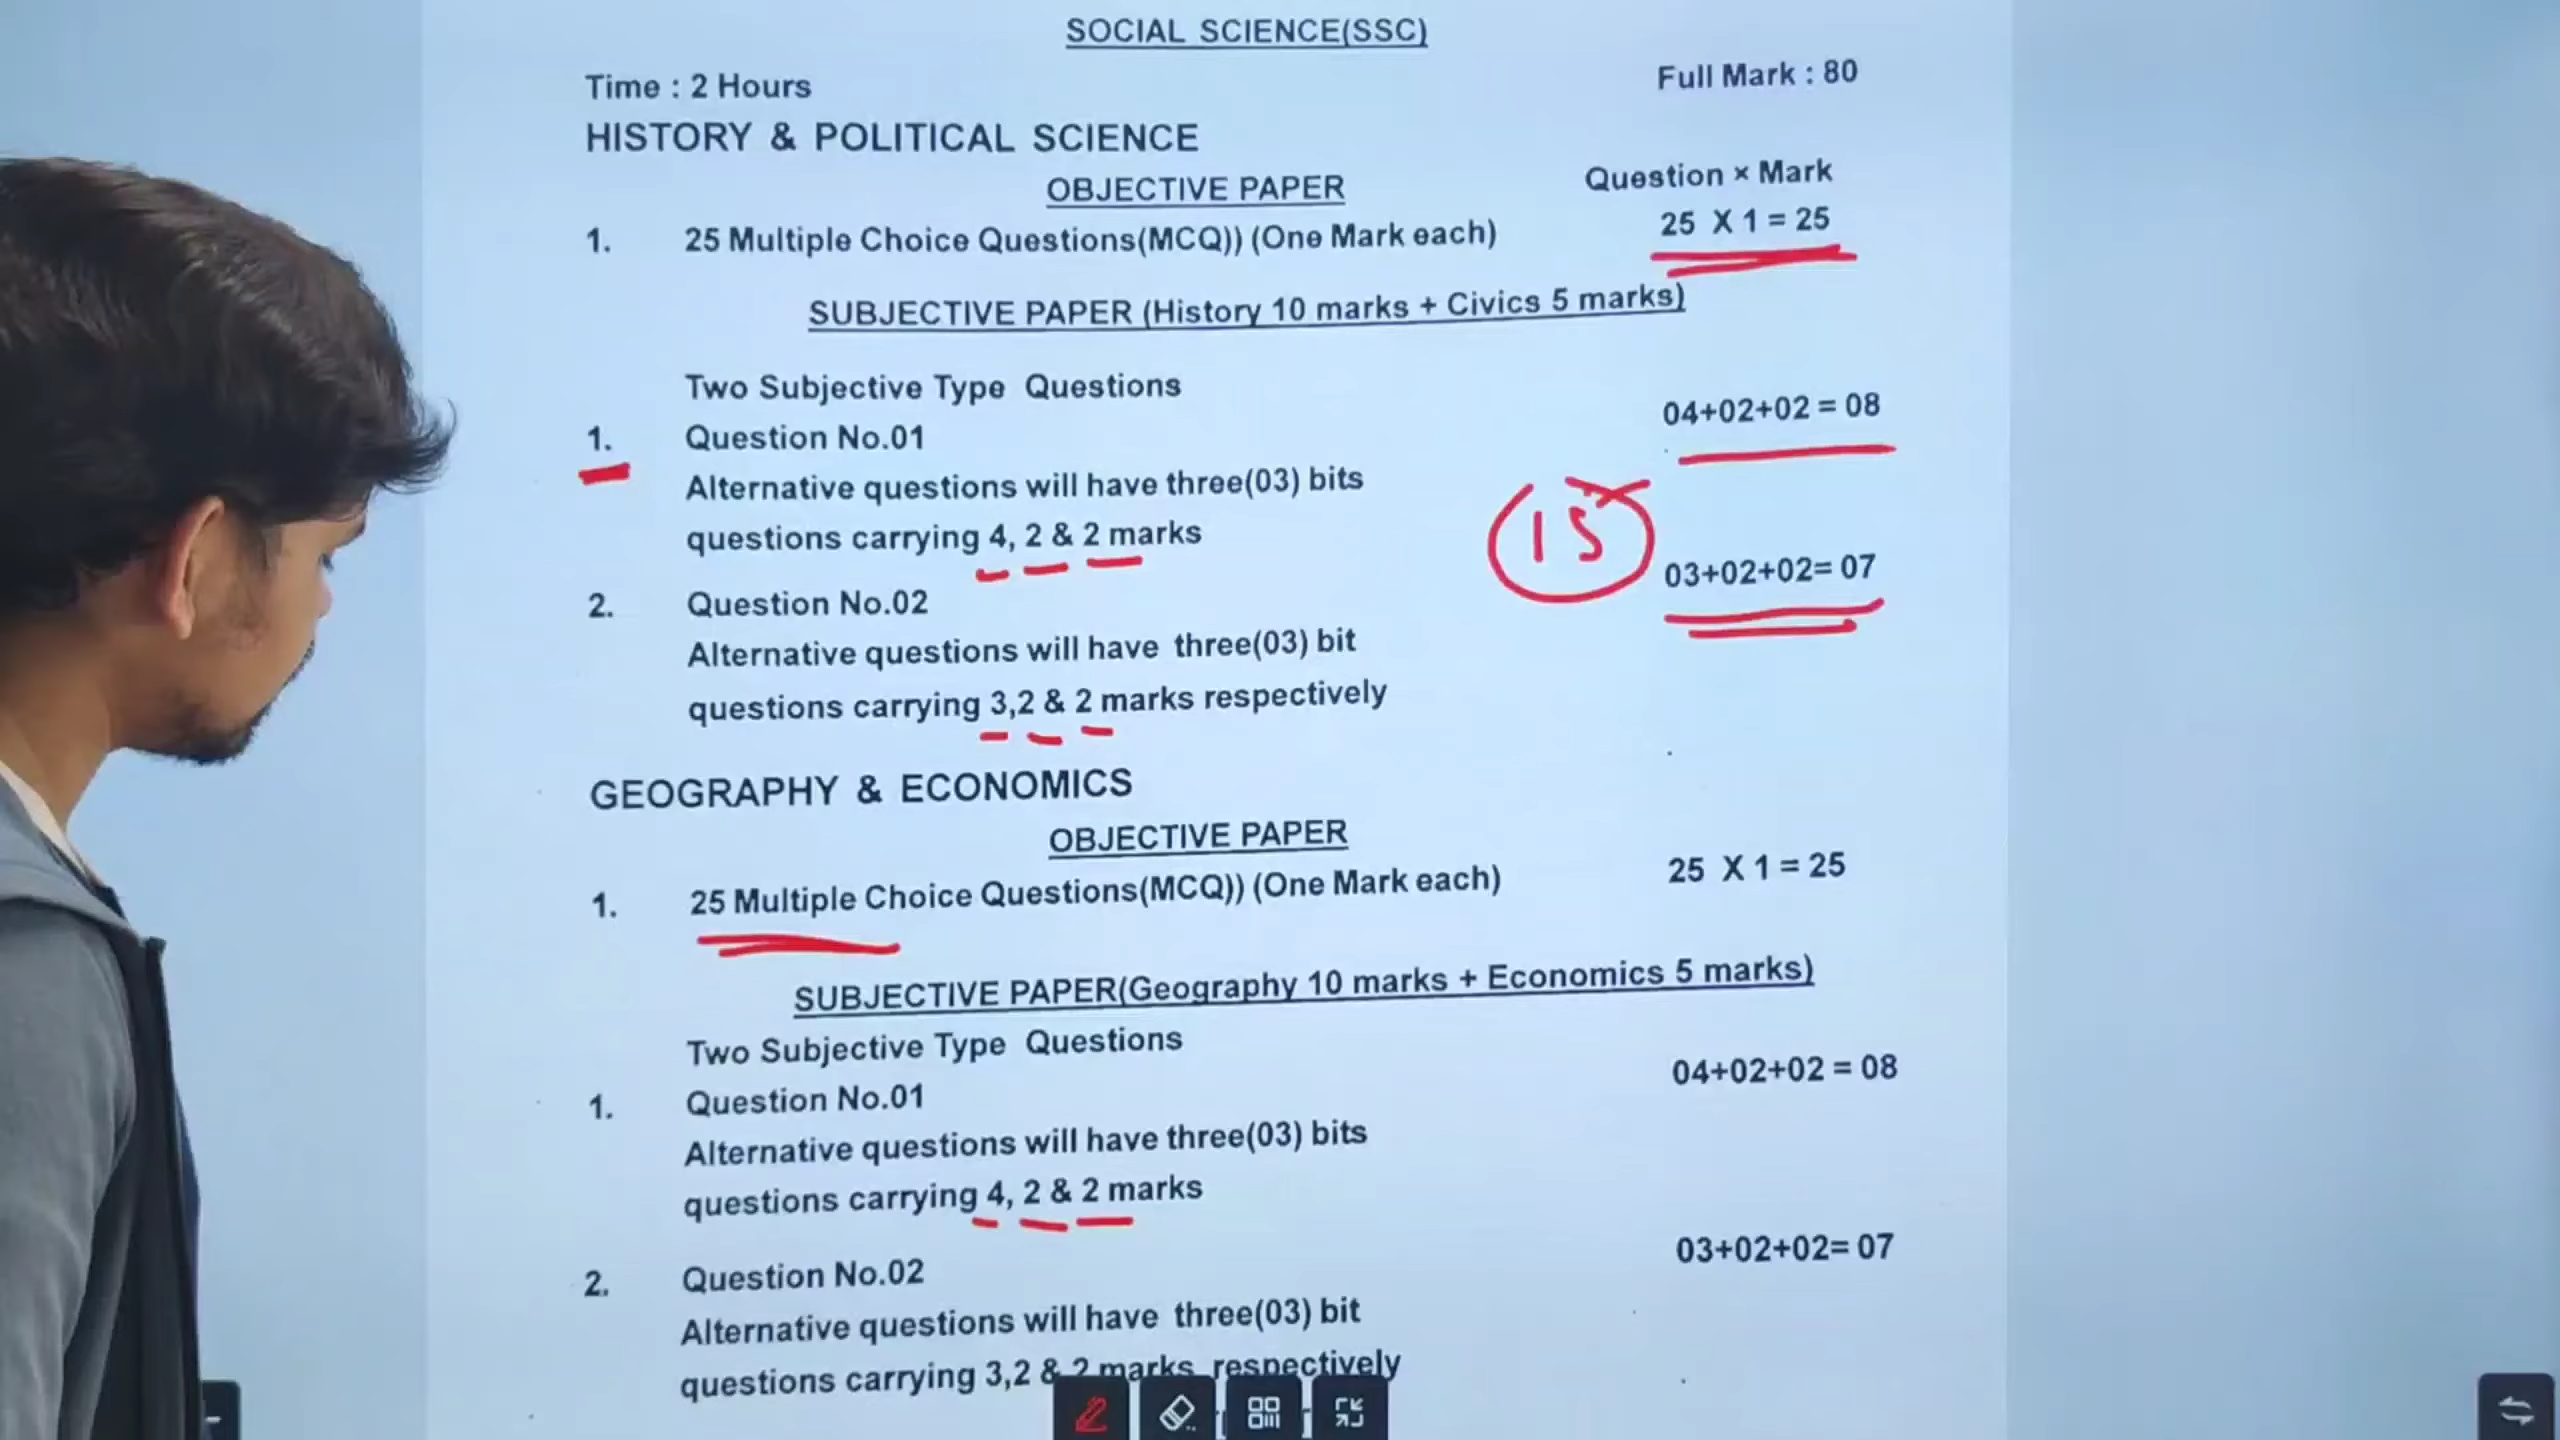 SOCIAL SCIENCE(SSC)
Time : 2 Hours
Full Mark : 80
HISTORY & POLITICAL SCIENCE
OBJECTIVE PAPER
Question × Mark
1. 25 Multiple Choice Questions(MCQ)) (One Mark each) 25 X 1 = 25
SUBJECTIVE PAPER (History 10 marks + Civics 5 marks)
Two Subjective Type Questions
04+02+02 = 08
1. Question No.01
Alternative questions will have three(03) bits
questions carrying 4, 2 & 2 marks
15
03+02+02= 07
2. Question No.02
Alternative questions will have three(03) bit
questions carrying 3,2 & 2 marks respectively
GEOGRAPHY & ECONOMICS
OBJECTIVE PAPER
1. 25 Multiple Choice Questions(MCQ)) (One Mark each) 25 X 1 = 25
SUBJECTIVE PAPER(Geography 10 marks + Economics 5 marks)
Two Subjective Type Questions
04+02+02 = 08
1. Question No.01
Alternative questions will have three(03) bits
questions carrying 4, 2 & 2 marks
03+02+02= 07
2. Question No.02
Alternative questions will have three(03) bit
questions carrying 3,2 & 2 marks respectively